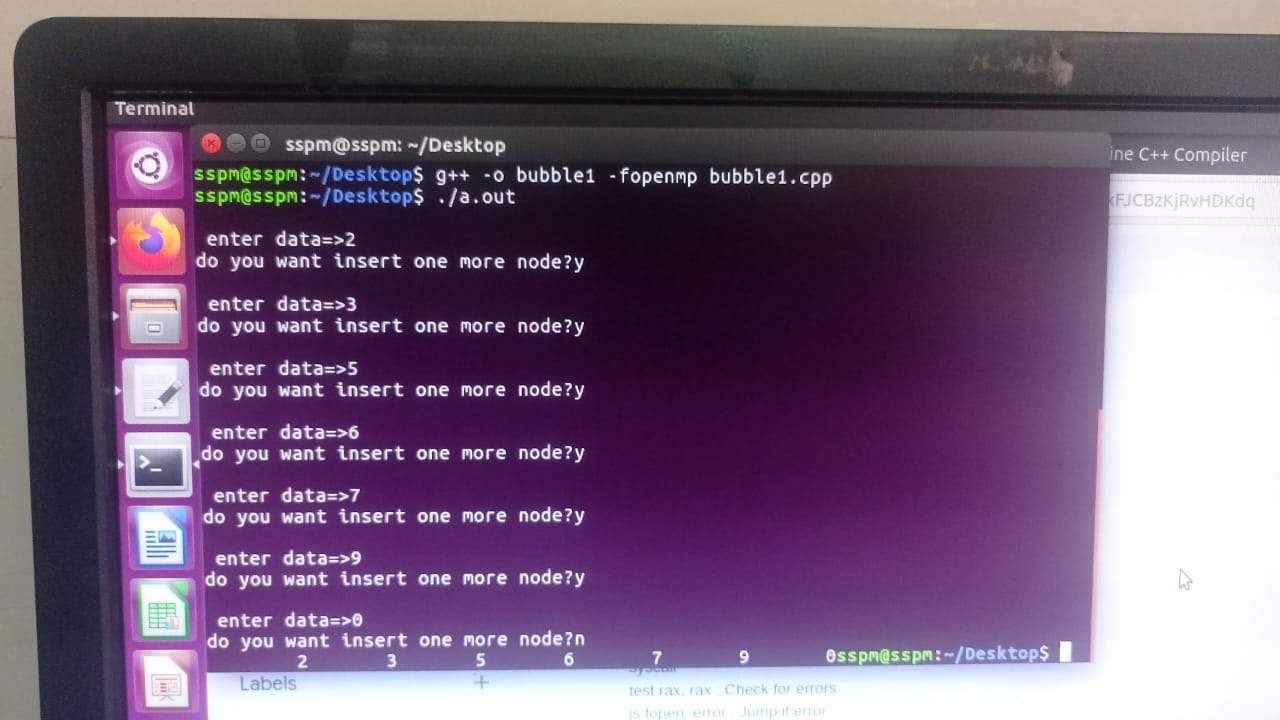 Terminal
sspm@sspm: ~/Desktop
ine C++ Compiler
sspm@sspm:~/Desktop$ g++ -o bubble1 -fopenmp bubble1.cpp
sspm@sspm:~/Desktop$ ./a.out
xFJCBzKjRvHDKdq
enter data=>2
do you want insert one more node?y
enter data=>3
do you want insert one more node?y
enter data=>5
do you want insert one more node?y
enter data=>6
do you want insert one more node?y
enter data=>7
do you want insert one more node?y
enter data=>9
do you want insert one more node?y
enter data=>0
do you want insert one more node?n
2 3 5 6 7 9 0sspm@sspm:~/Desktop$
syscall
Labels +
test rax, rax ; Check for errors
js fopen_error ; Jump if error